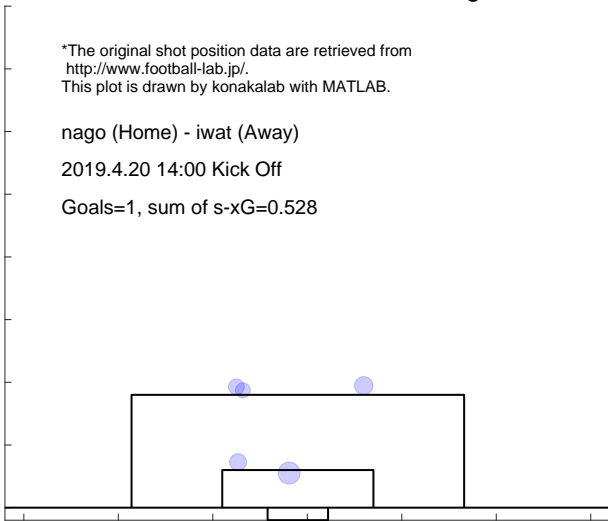 *The original shot position data are retrieved from
http://www.football-lab.jp/.
This plot is drawn by konakalab with MATLAB.
nago (Home) - iwat (Away)
2019.4.20 14:00 Kick Off
Goals=1, sum of s-xG=0.528